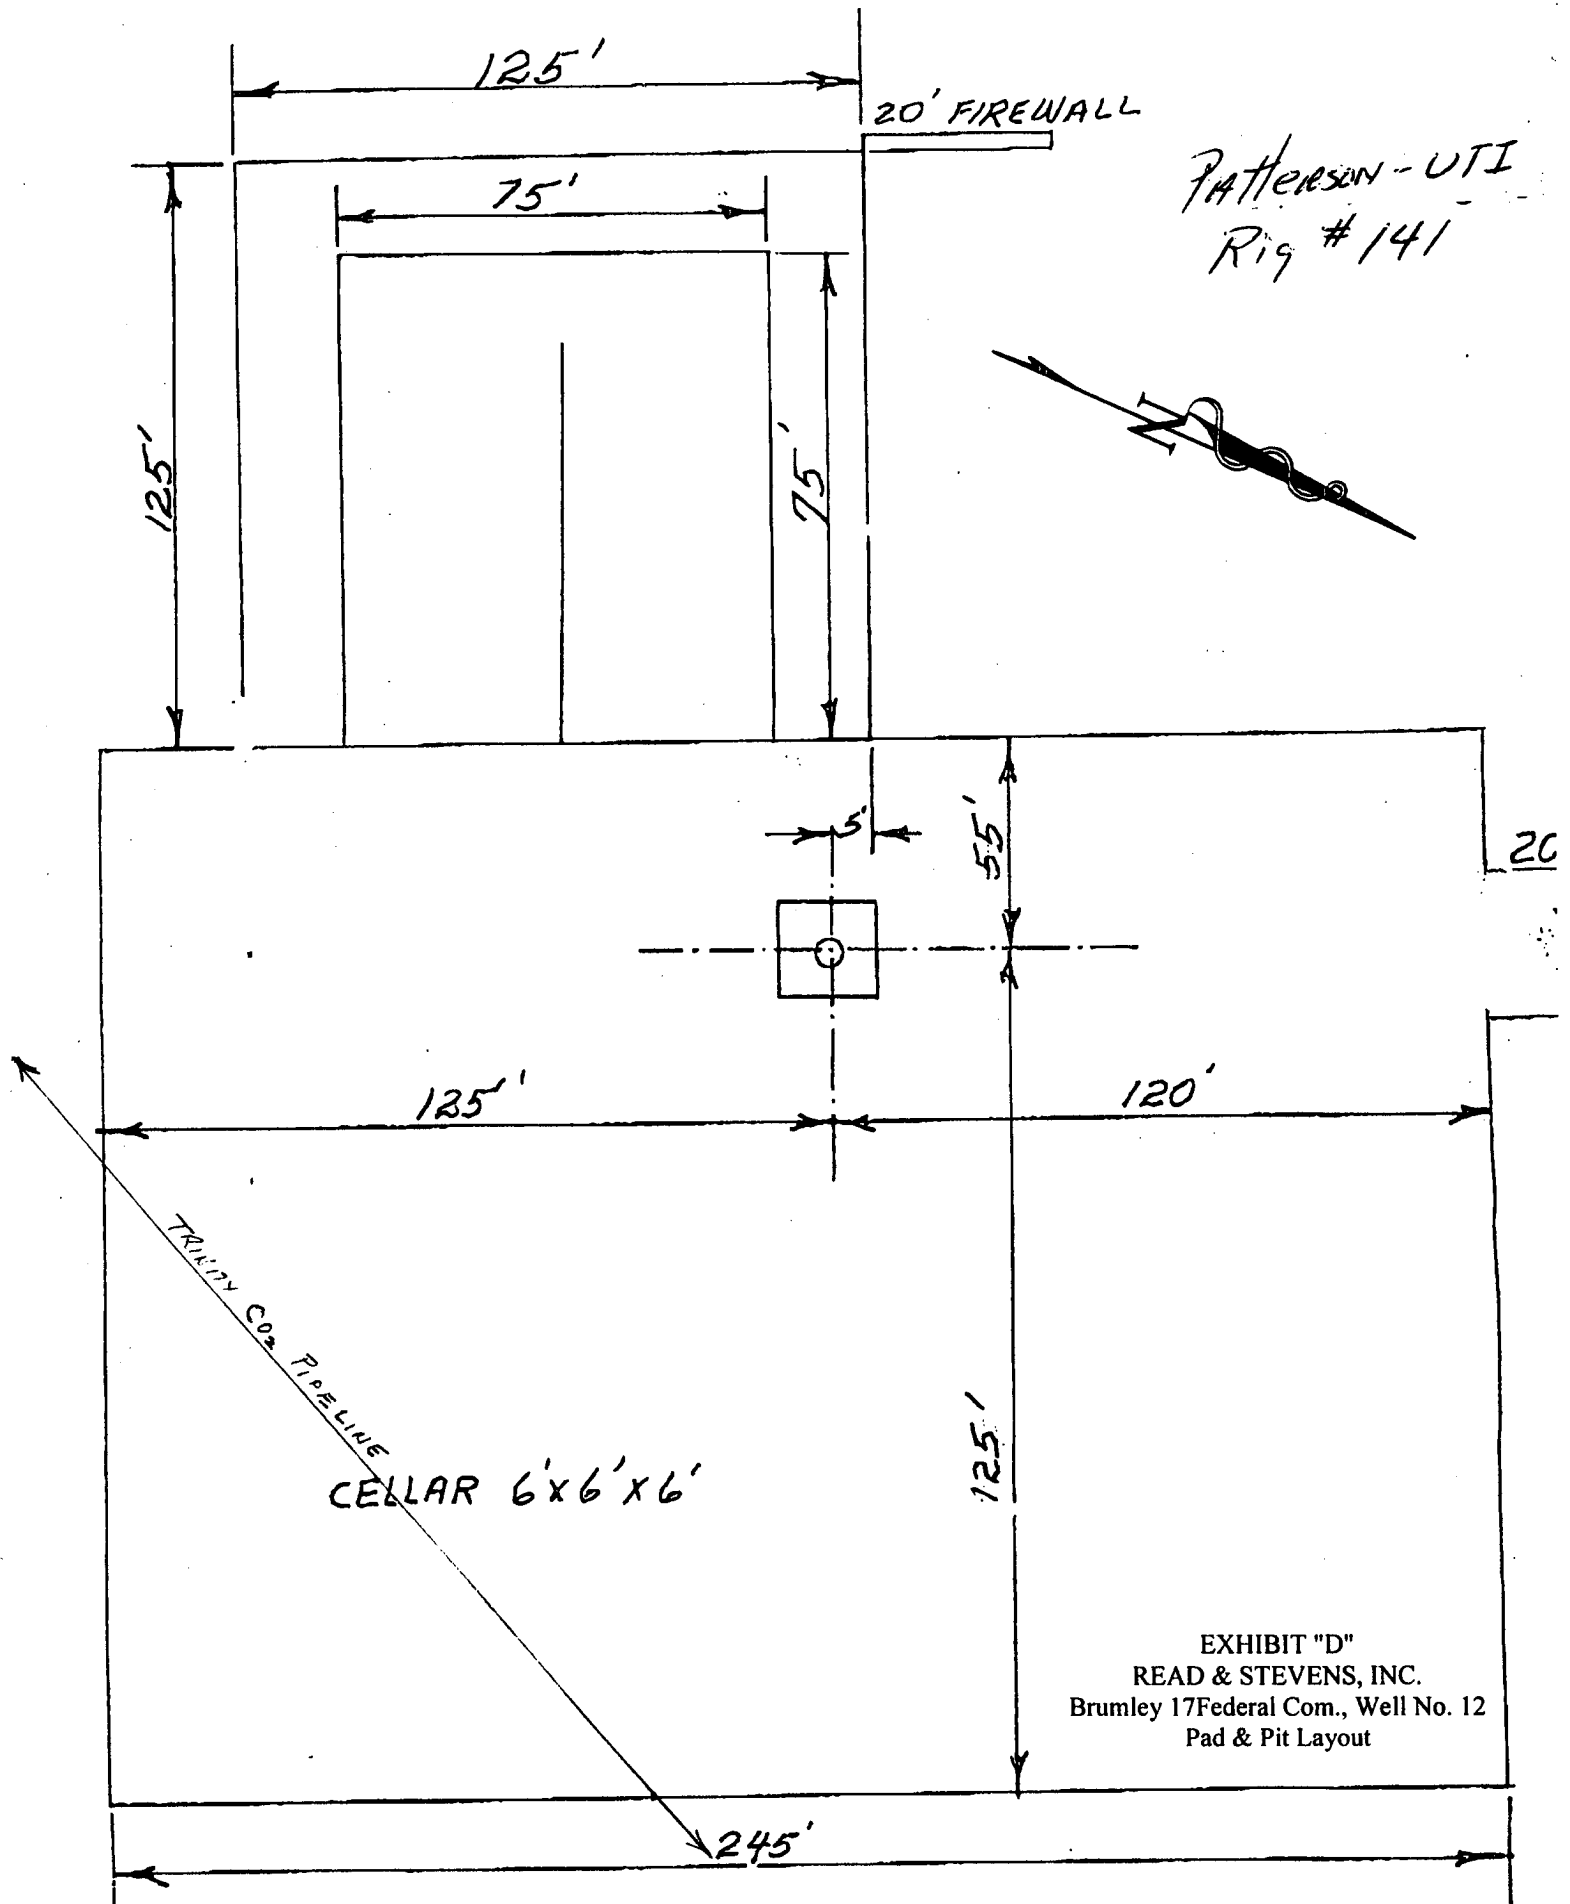 125'
20' FIREWALL
Patterson-UTI
Rig # 141
75'
125'
75'
N
5'
55'
20
125'
120'
TRINITY CO2 PIPELINE
125'
CELLAR 6'x6'x6'
EXHIBIT "D"
READ & STEVENS, INC.
Brumley 17Federal Com., Well No. 12
Pad & Pit Layout
245'